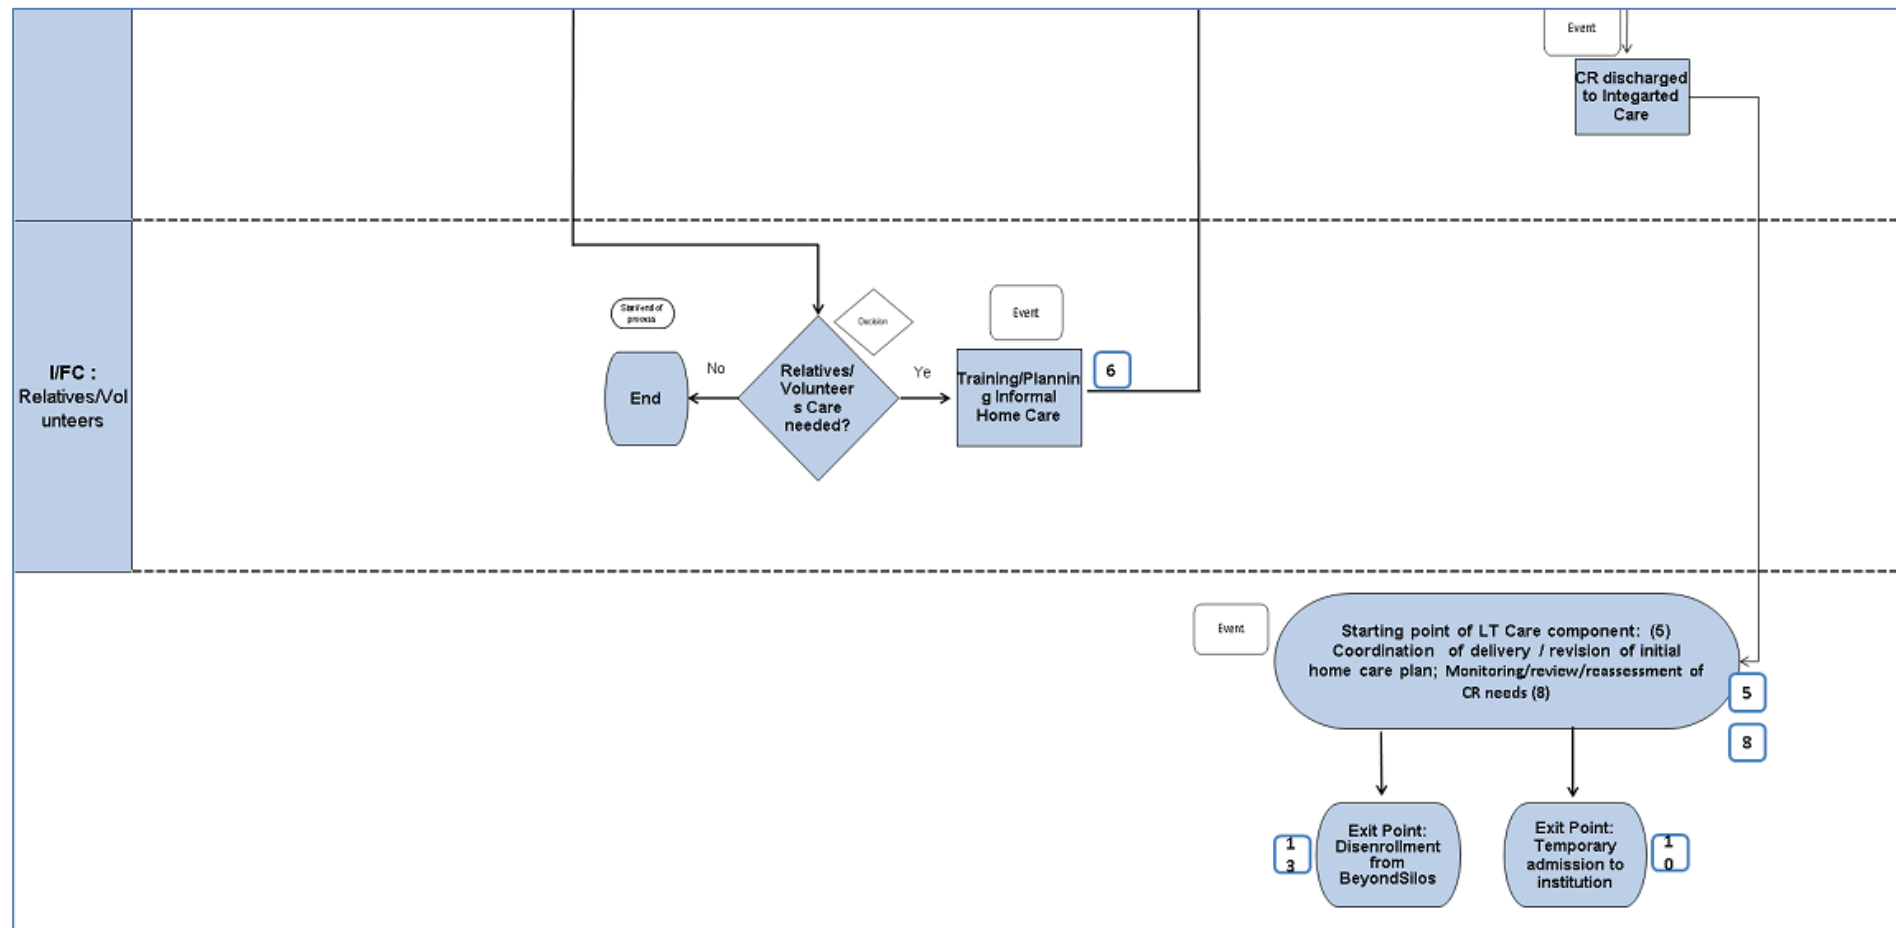 Event
CR discharged
to Integarted
Care
I/FC :
Relatives/Vol
unteers
Start/end of
process
End
No
Relatives/
Volunteer
s Care
needed?
Decision
Ye
Event
Training/Plannin
g Informal
Home Care
6
Event
Starting point of LT Care component: (5)
Coordination of delivery / revision of initial
home care plan; Monitoring/review/reassessment of
CR needs (8)
5
8
1
3
Exit Point:
Disenrollment
from
BeyondSilos
Exit Point:
Temporary
admission to
institution
1
0